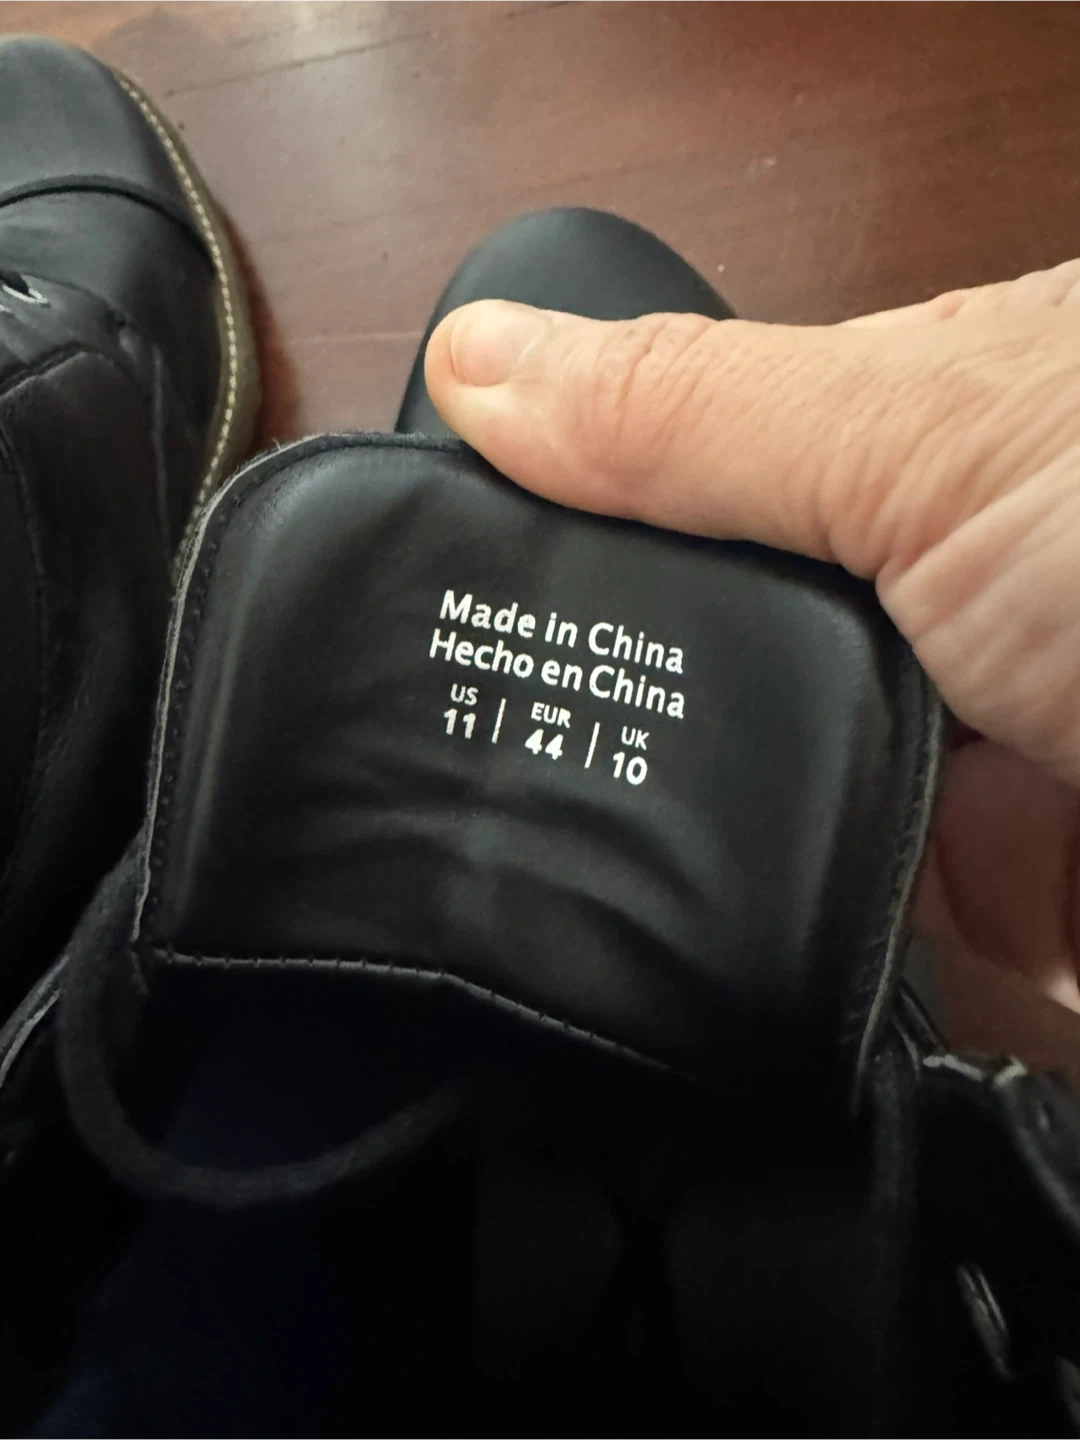 Made in China
Hecho en China
US | EUR | UK
11 | 44 | 10